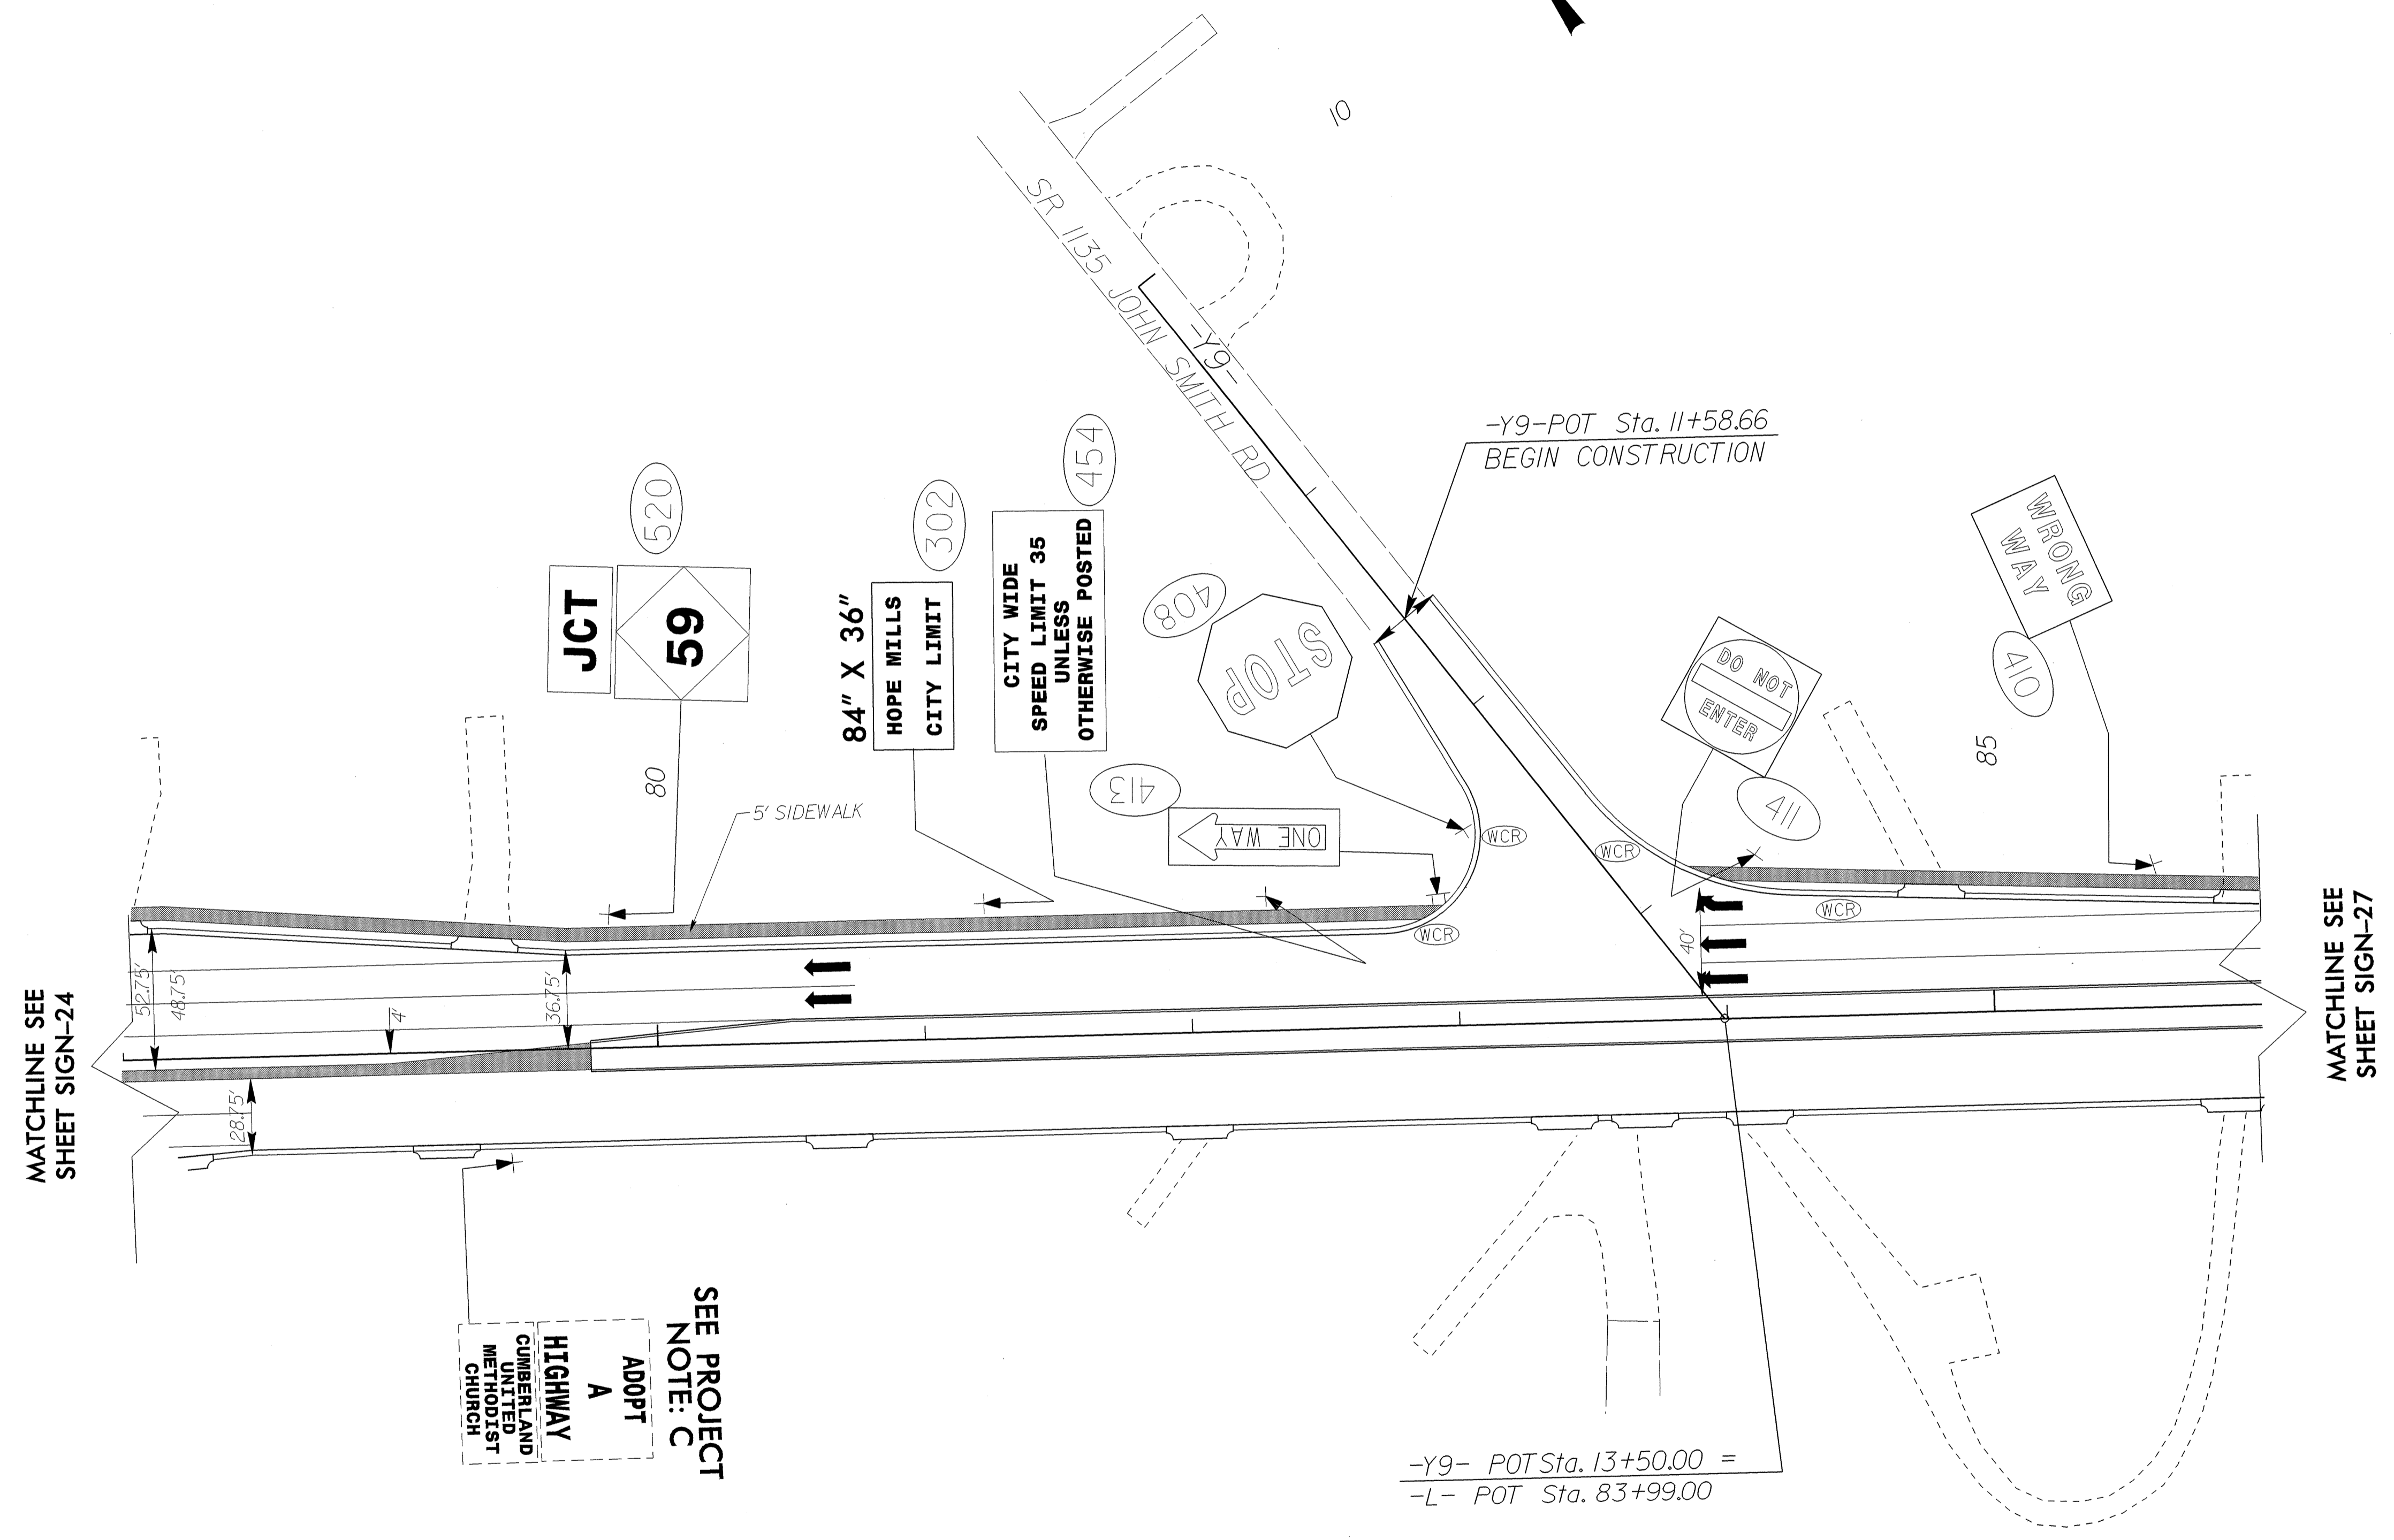 10
SR 1135 JOHN SMITH RD
-Y9-
-Y9-POT Sta. 11+58.66
BEGIN CONSTRUCTION
520
JCT
59
80
302
84" X 36"
HOPE MILLS
CITY LIMIT
454
CITY WIDE
SPEED LIMIT 35
UNLESS
OTHERWISE POSTED
408
STOP
413
ONE WAY
DO NOT
ENTER
411
WRONG
WAY
410
85
5' SIDEWALK
WCR
WCR
WCR
WCR
52.75'
48.75'
4'
36.75'
28.75'
40'
MATCHLINE SEE
SHEET SIGN-24
MATCHLINE SEE
SHEET SIGN-27
SEE PROJECT
NOTE: C
ADOPT
A
HIGHWAY
CUMBERLAND
UNITED
METHODIST
CHURCH
-Y9- POT Sta. 13+50.00 =
-L- POT Sta. 83+99.00